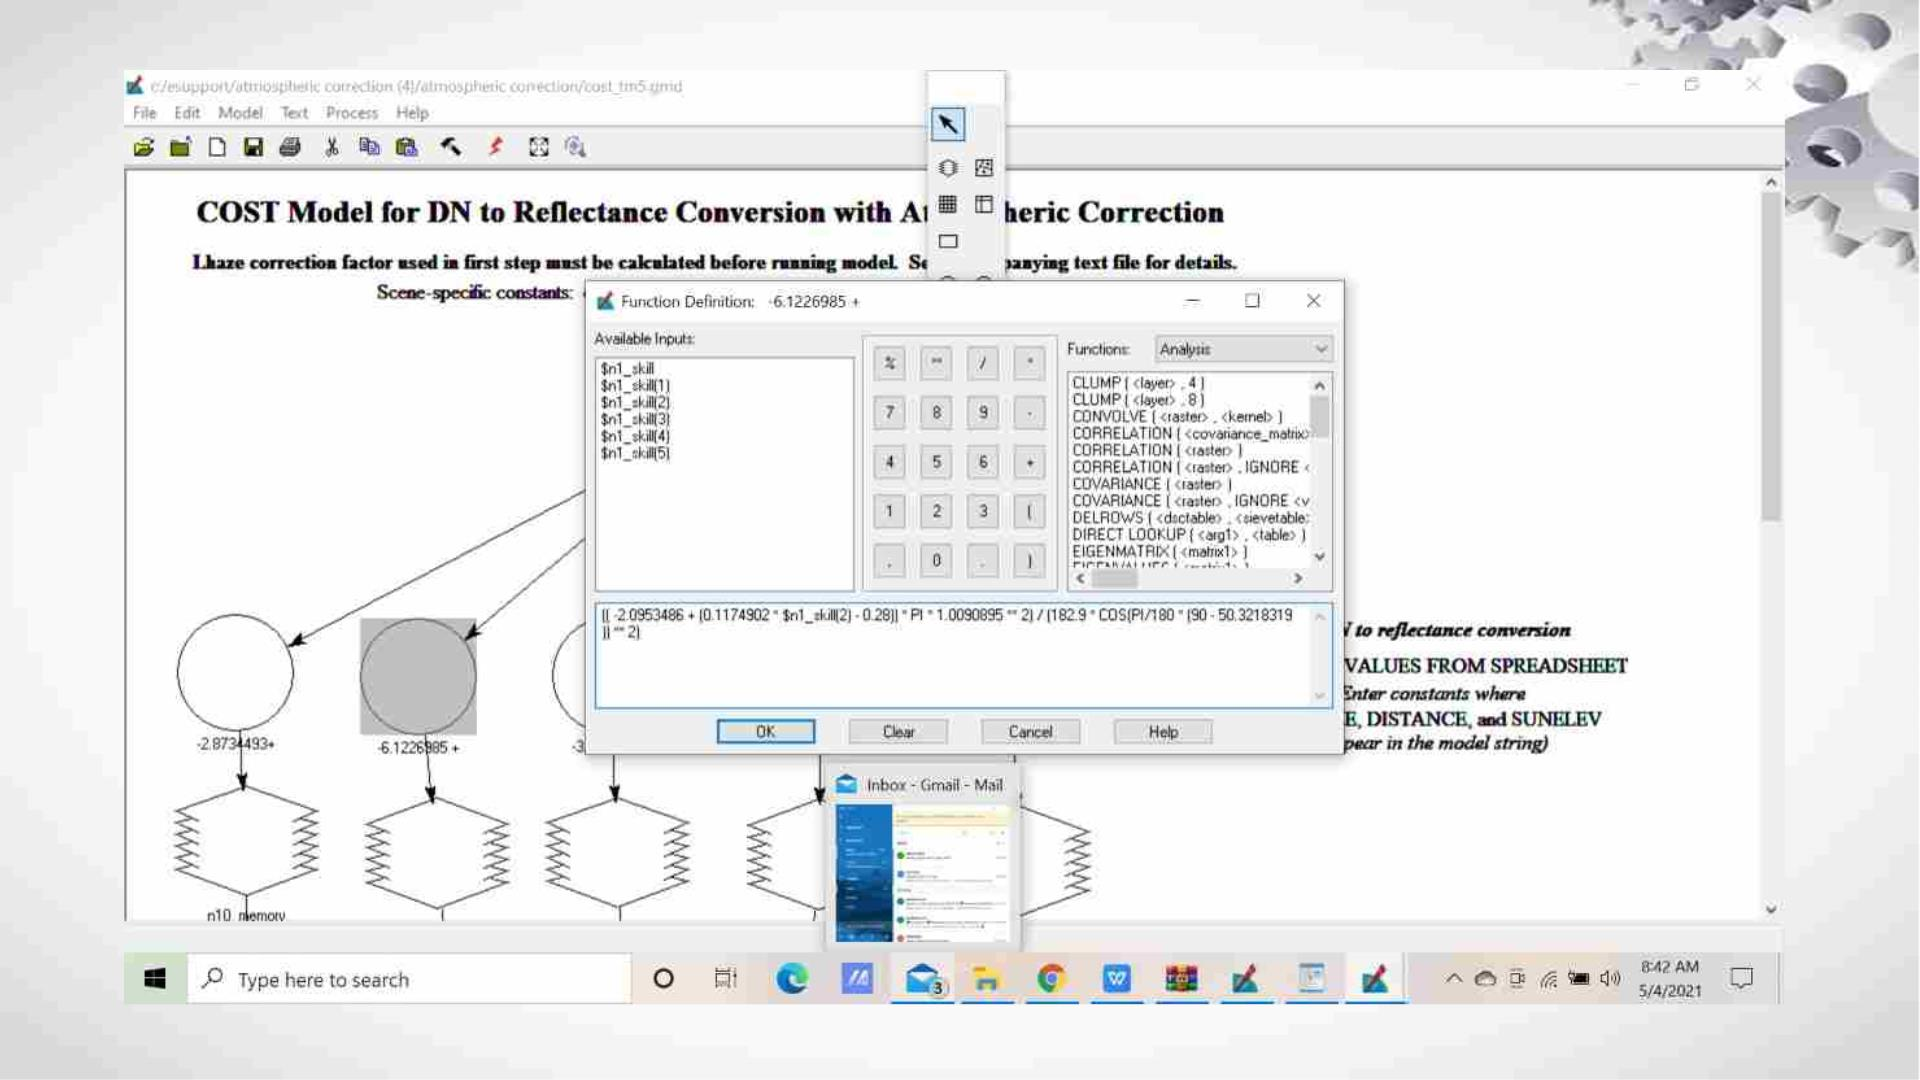 c:/esupport/atmospheric correction (4)/atmospheric correction/cost_tm5.gmd
File Edit Model Text Process Help
COST Model for DN to Reflectance Conversion with At heric Correction
Lhaze correction factor used in first step must be calculated before running model. Se panying text file for details.
Scene-specific constants:
Function Definition: -6.1226985 +
Available Inputs:
$n1_skill
$n1_skill(1)
$n1_skill(2)
$n1_skill(3)
$n1_skill(4)
$n1_skill(5)
% ** / *
7 8 9 -
4 5 6 +
1 2 3 (
, 0 . )
Functions: Analysis
CLUMP ( <layer> , 4 )
CLUMP ( <layer> , 8 )
CONVOLVE ( <raster> , <kernel> )
CORRELATION ( <covariance_matrix>
CORRELATION ( <raster> )
CORRELATION ( <raster> , IGNORE <
COVARIANCE ( <raster> )
COVARIANCE ( <raster> , IGNORE <v
DELROWS ( <dsctable> , <sievetable>
DIRECT LOOKUP ( <arg1> , <table> )
EIGENMATRIX ( <matrix1> )
EIGENVALUES ( <matrix1> )
(( -2.0953486 + (0.1174902 * $n1_skill(2) - 0.28)) * PI * 1.0090895 ** 2) / (182.9 * COS(PI/180 * (90 - 50.3218319
)) ** 2)
OK Clear Cancel Help
N to reflectance conversion
VALUES FROM SPREADSHEET
Enter constants where
E, DISTANCE, and SUNELEV
pear in the model string)
-2.8734493+
-6.1226985 +
-3
n10_memory
Inbox - Gmail - Mail
Type here to search
3
8:42 AM
5/4/2021